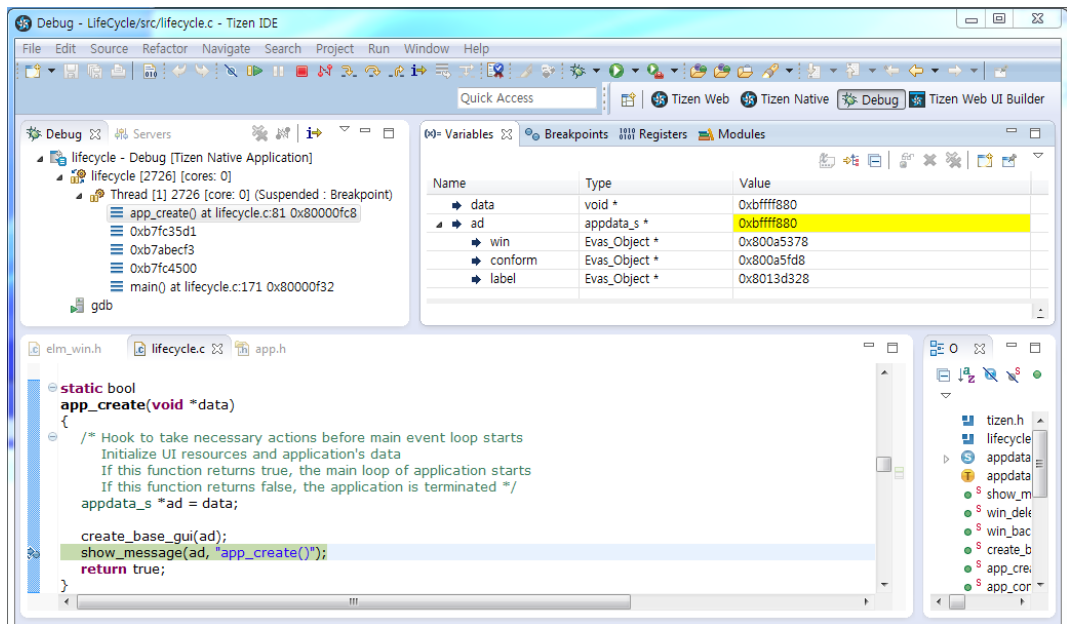 Debug - LifeCycle/src/lifecycle.c - Tizen IDE
File Edit Source Refactor Navigate Search Project Run Window Help
Quick Access
Tizen Web Tizen Native Debug Tizen Web UI Builder
Debug Servers
lifecycle - Debug [Tizen Native Application]
lifecycle [2726] [cores: 0]
Thread [1] 2726 [core: 0] (Suspended : Breakpoint)
app_create() at lifecycle.c:81 0x80000fc8
0xb7fc35d1
0xb7abecf3
0xb7fc4500
main() at lifecycle.c:171 0x80000f32
gdb
(x)= Variables Breakpoints Registers Modules
Name Type Value
data void * 0xbffff880
ad appdata_s * 0xbffff880
win Evas_Object * 0x800a5378
conform Evas_Object * 0x800a5fd8
label Evas_Object * 0x8013d328
elm_win.h lifecycle.c app.h
static bool
app_create(void *data)
{
/* Hook to take necessary actions before main event loop starts
Initialize UI resources and application's data
If this function returns true, the main loop of application starts
If this function returns false, the application is terminated */
appdata_s *ad = data;
create_base_gui(ad);
show_message(ad, "app_create()");
return true;
}
O
tizen.h
lifecycle
appdata
appdata
show_m
win_dele
win_bac
create_b
app_crea
app_con